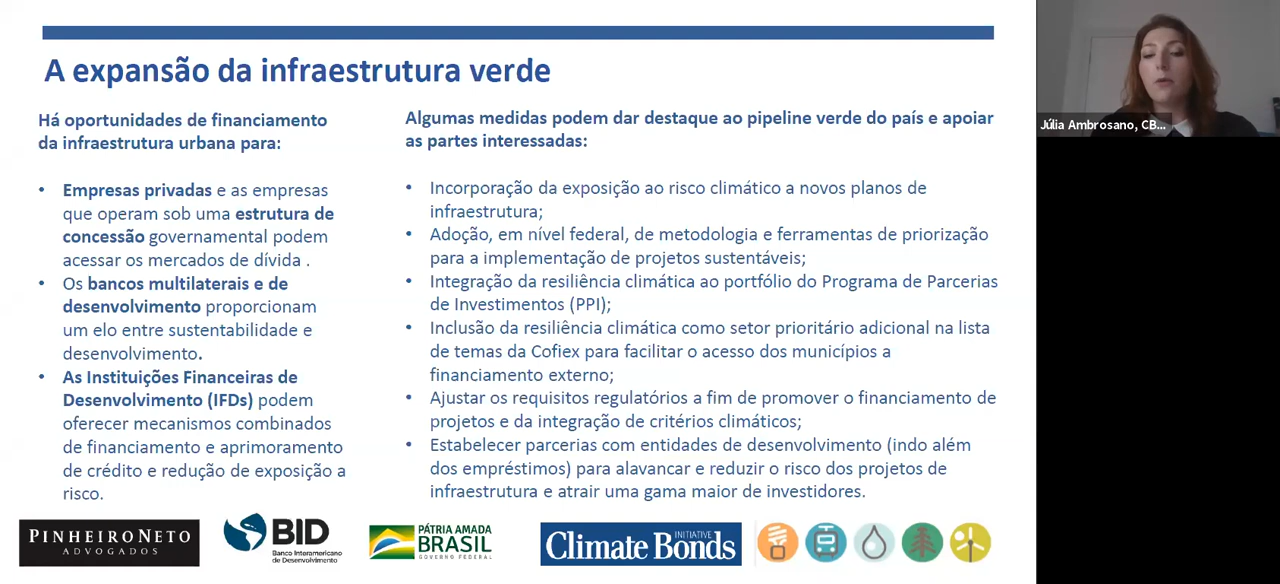 A expansão da infraestrutura verde
Há oportunidades de financiamento
da infraestrutura urbana para:
• Empresas privadas e as empresas
que operam sob uma estrutura de
concessão governamental podem
acessar os mercados de dívida .
• Os bancos multilaterais e de
desenvolvimento proporcionam
um elo entre sustentabilidade e
desenvolvimento.
• As Instituições Financeiras de
Desenvolvimento (IFDs) podem
oferecer mecanismos combinados
de financiamento e aprimoramento
de crédito e redução de exposição a
risco.
Algumas medidas podem dar destaque ao pipeline verde do país e apoiar
as partes interessadas:
• Incorporação da exposição ao risco climático a novos planos de
infraestrutura;
• Adoção, em nível federal, de metodologia e ferramentas de priorização
para a implementação de projetos sustentáveis;
• Integração da resiliência climática ao portfólio do Programa de Parcerias
de Investimentos (PPI);
• Inclusão da resiliência climática como setor prioritário adicional na lista
de temas da Cofiex para facilitar o acesso dos municípios a
financiamento externo;
• Ajustar os requisitos regulatórios a fim de promover o financiamento de
projetos e da integração de critérios climáticos;
• Estabelecer parcerias com entidades de desenvolvimento (indo além
dos empréstimos) para alavancar e reduzir o risco dos projetos de
infraestrutura e atrair uma gama maior de investidores.
PINHEIRONETO
ADVOGADOS
BID
Banco Interamericano
de Desenvolvimento
PÁTRIA AMADA
BRASIL
GOVERNO FEDERAL
Climate Bonds
INITIATIVE
Júlia Ambrosano, CB...